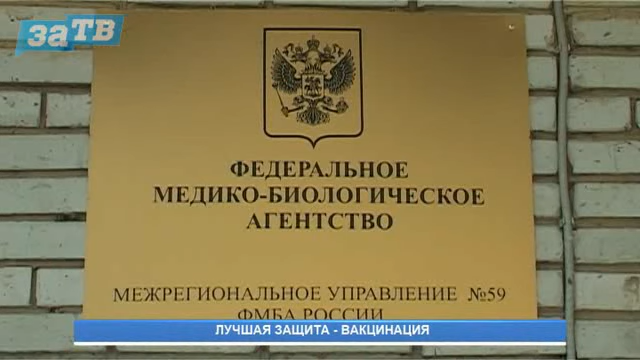 заТВ
ФЕДЕРАЛЬНОЕ
МЕДИКО-БИОЛОГИЧЕСКОЕ
АГЕНТСТВО
МЕЖРЕГИОНАЛЬНОЕ УПРАВЛЕНИЕ №59
ФМБА РОССИИ
ЛУЧШАЯ ЗАЩИТА - ВАКЦИНАЦИЯ